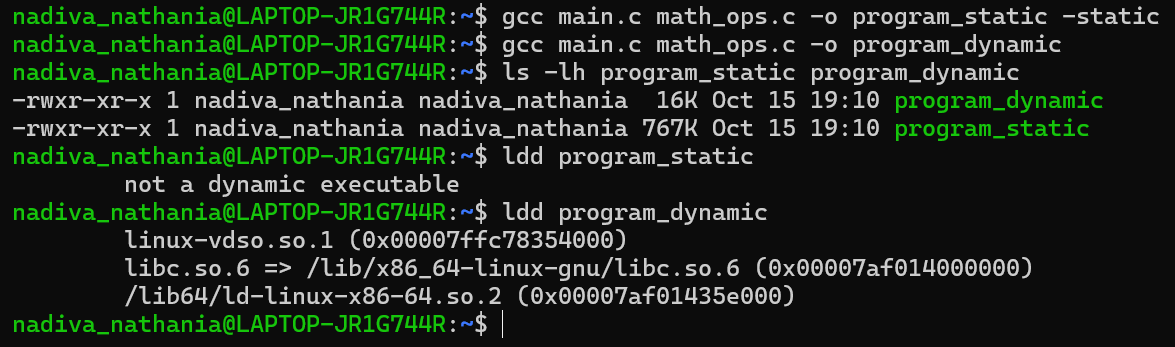 nadiva_nathania@LAPTOP-JR1G744R:~$ gcc main.c math_ops.c -o program_static -static
nadiva_nathania@LAPTOP-JR1G744R:~$ gcc main.c math_ops.c -o program_dynamic
nadiva_nathania@LAPTOP-JR1G744R:~$ ls -lh program_static program_dynamic
-rwxr-xr-x 1 nadiva_nathania nadiva_nathania  16K Oct 15 19:10 program_dynamic
-rwxr-xr-x 1 nadiva_nathania nadiva_nathania 767K Oct 15 19:10 program_static
nadiva_nathania@LAPTOP-JR1G744R:~$ ldd program_static
        not a dynamic executable
nadiva_nathania@LAPTOP-JR1G744R:~$ ldd program_dynamic
        linux-vdso.so.1 (0x00007ffc78354000)
        libc.so.6 => /lib/x86_64-linux-gnu/libc.so.6 (0x00007af014000000)
        /lib64/ld-linux-x86-64.so.2 (0x00007af01435e000)
nadiva_nathania@LAPTOP-JR1G744R:~$